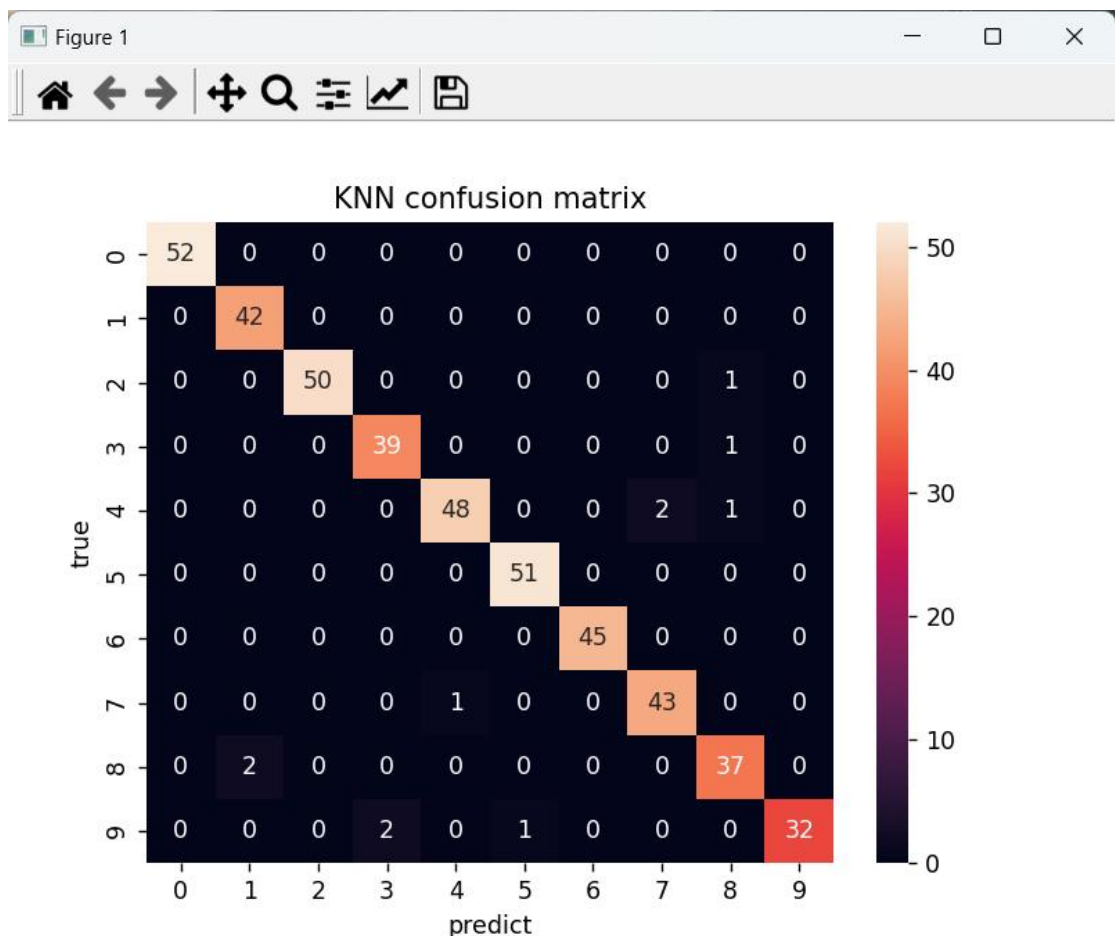 Figure 1
KNN confusion matrix
0 52 0 0 0 0 0 0 0 0 0
1 0 42 0 0 0 0 0 0 0 0
2 0 0 50 0 0 0 0 0 1 0
3 0 0 0 39 0 0 0 0 1 0
4 0 0 0 0 48 0 0 2 1 0
5 0 0 0 0 0 51 0 0 0 0
6 0 0 0 0 0 0 45 0 0 0
7 0 0 0 0 1 0 0 43 0 0
8 0 2 0 0 0 0 0 0 37 0
9 0 0 0 2 0 1 0 0 0 32
0 1 2 3 4 5 6 7 8 9
predict
true
50
40
30
20
10
0